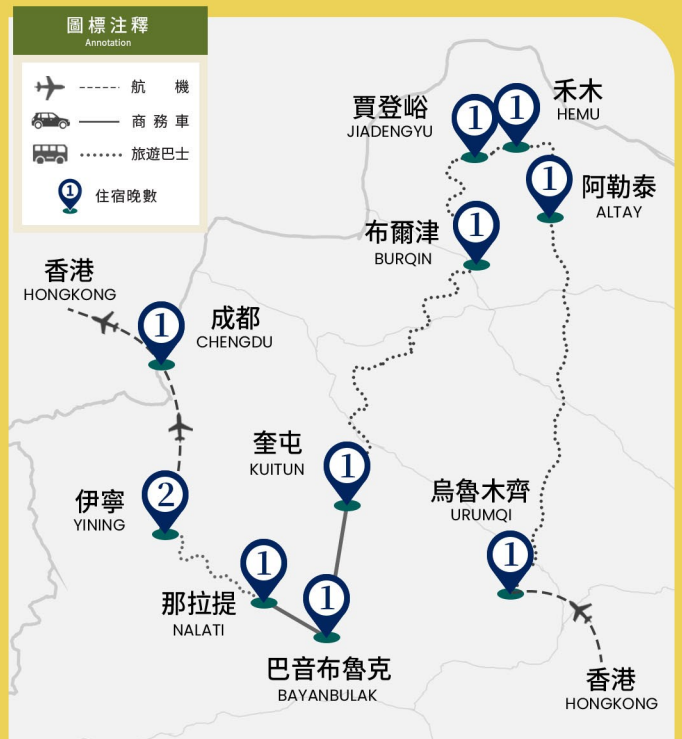 圖標注釋
Annotation
航 機
商務車
旅遊巴士
1
住宿晚數
賈登峪
JIADENGYU
1
1
禾木
HEMU
1
阿勒泰
ALTAY
布爾津
BURQIN
1
香港
HONGKONG
1
成都
CHENGDU
奎屯
KUITUN
1
伊寧
YINING
2
烏魯木齊
URUMQI
1
那拉提
NALATI
1
1
巴音布魯克
BAYANBULAK
香港
HONGKONG